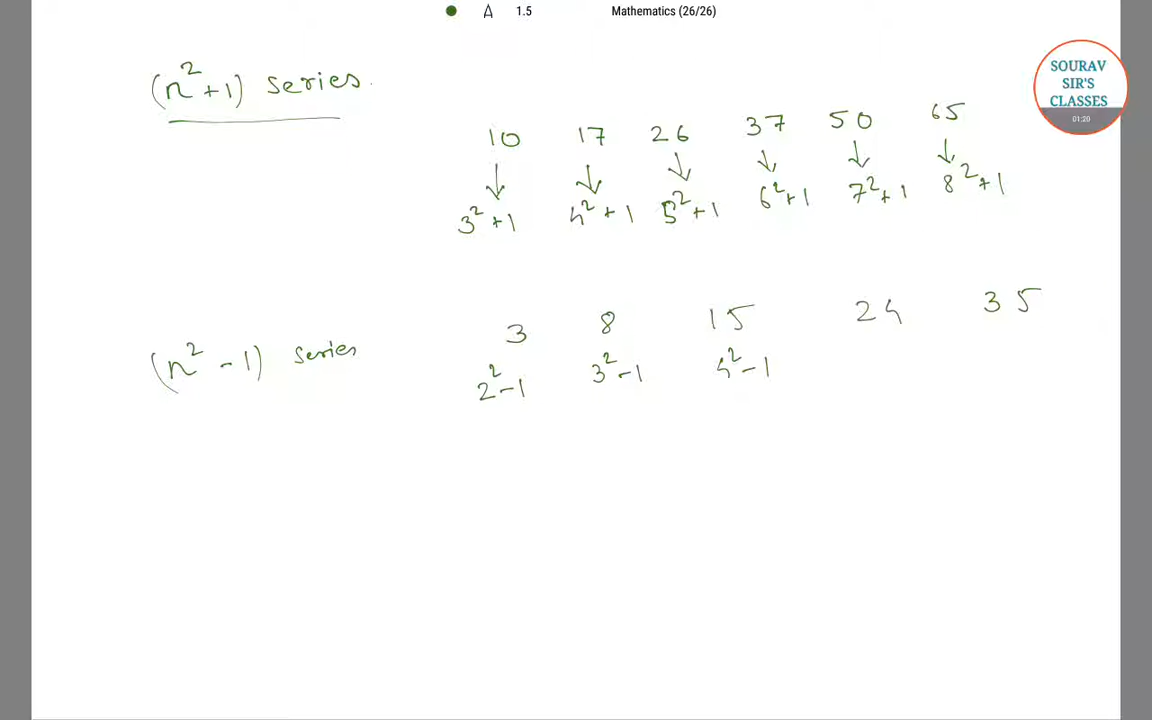 A 1.5 Mathematics (26/26)
SOURAV
SIR'S
CLASSES
01:20
(n²+1) series.
10 17 26 37 50 65
↓ ↓ ↓ ↓ ↓ ↓
3²+1 4²+1 5²+1 6²+1 7²+1 8²+1
(n²-1) series 3 8 15 24 35
2²-1 3²-1 4²-1